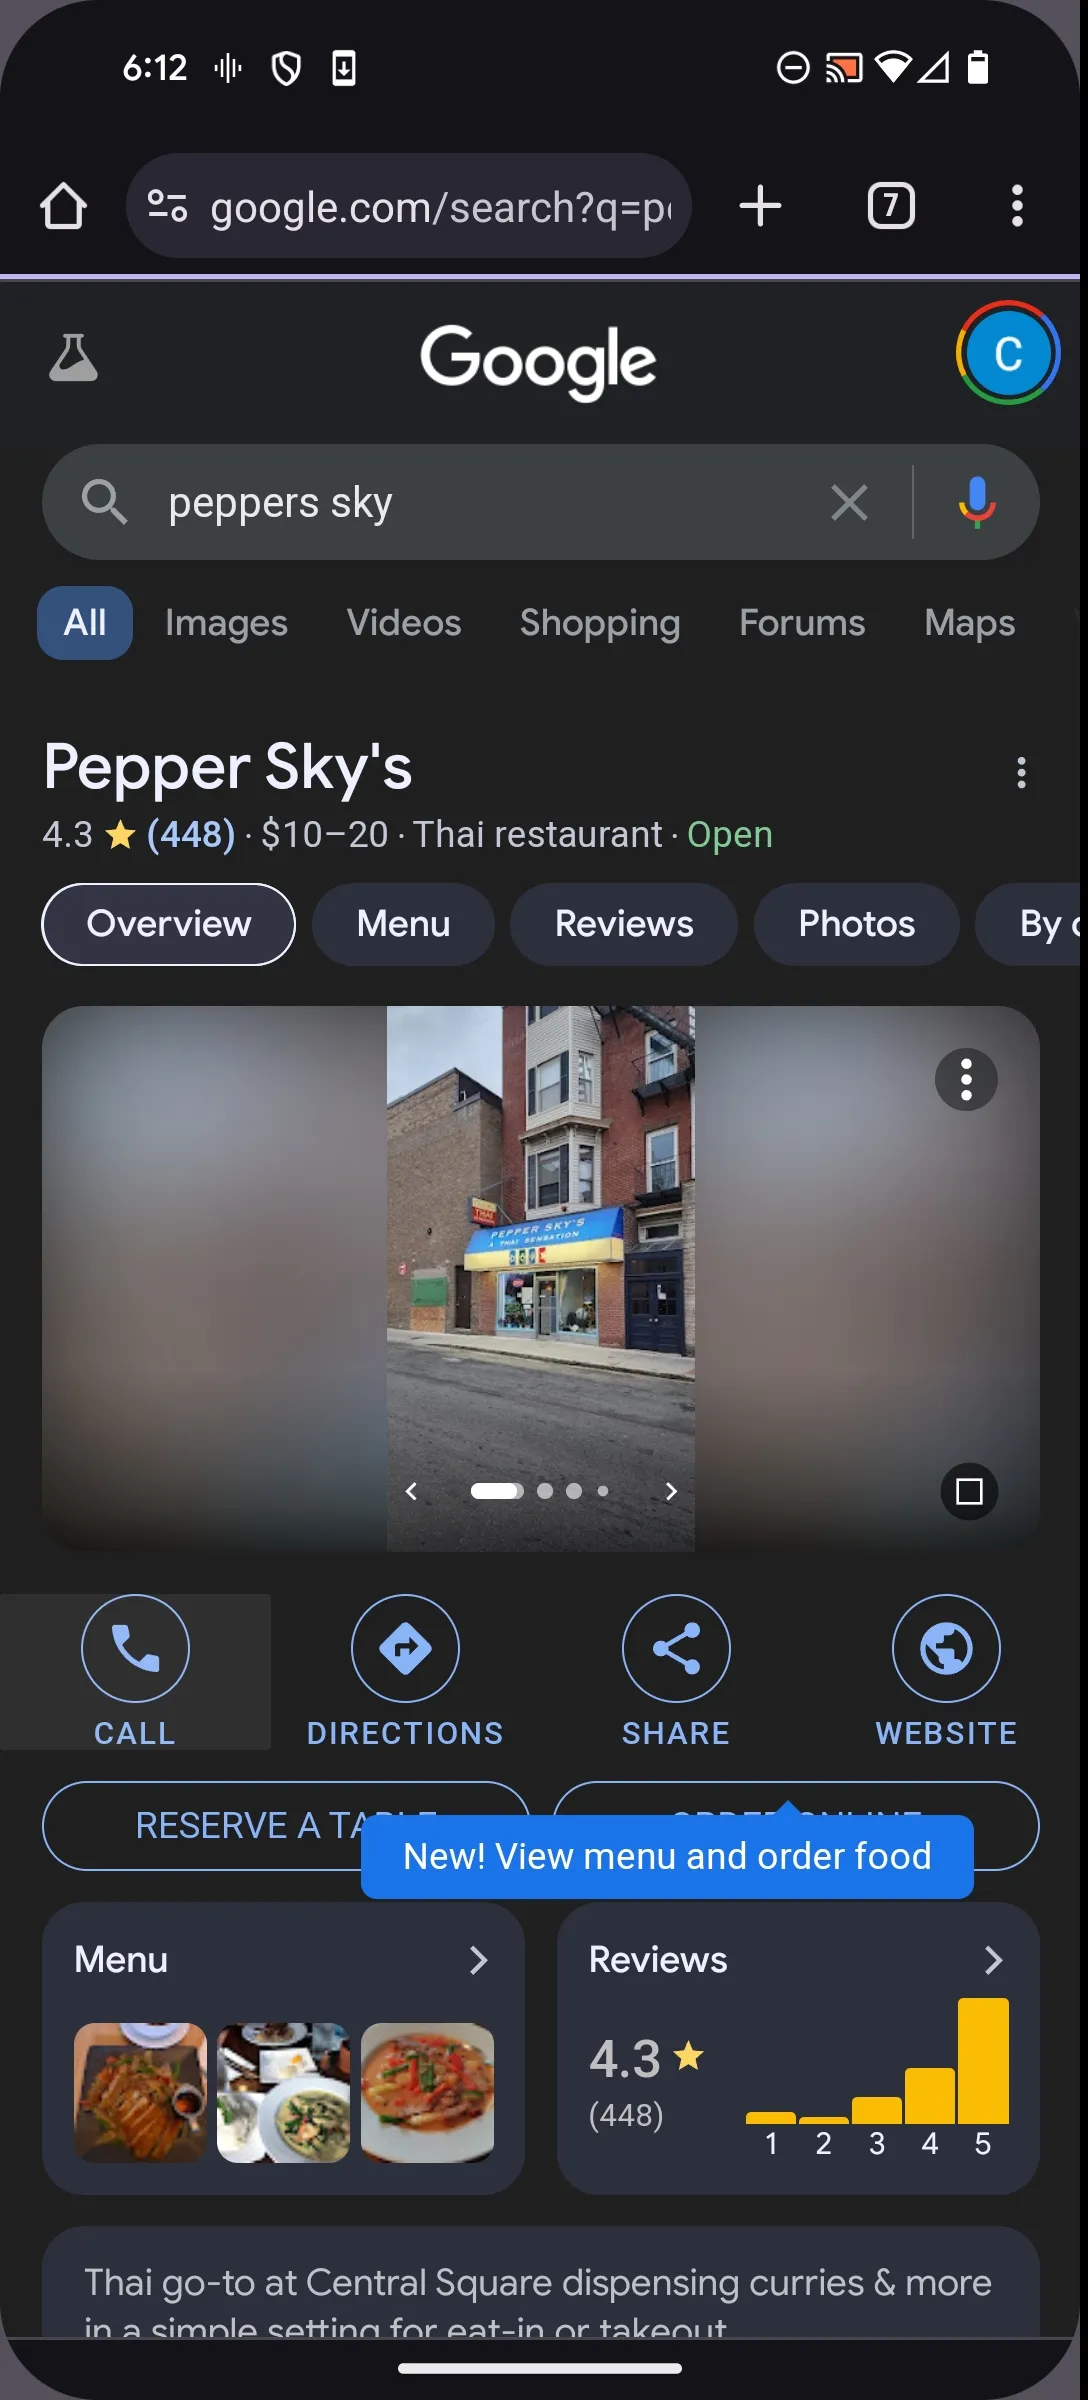 6:12
google.com/search?q=p
7
Google
C
peppers sky
All Images Videos Shopping Forums Maps
Pepper Sky's
4.3 (448) · $10–20 · Thai restaurant · Open
Overview Menu Reviews Photos By
PEPPER SKY'S
A THAI SENSATION
CALL DIRECTIONS SHARE WEBSITE
RESERVE A TABLE ORDER ONLINE
New! View menu and order food
Menu
Reviews
4.3
(448)
1 2 3 4 5
Thai go-to at Central Square dispensing curries & more
in a simple setting for eat-in or takeout